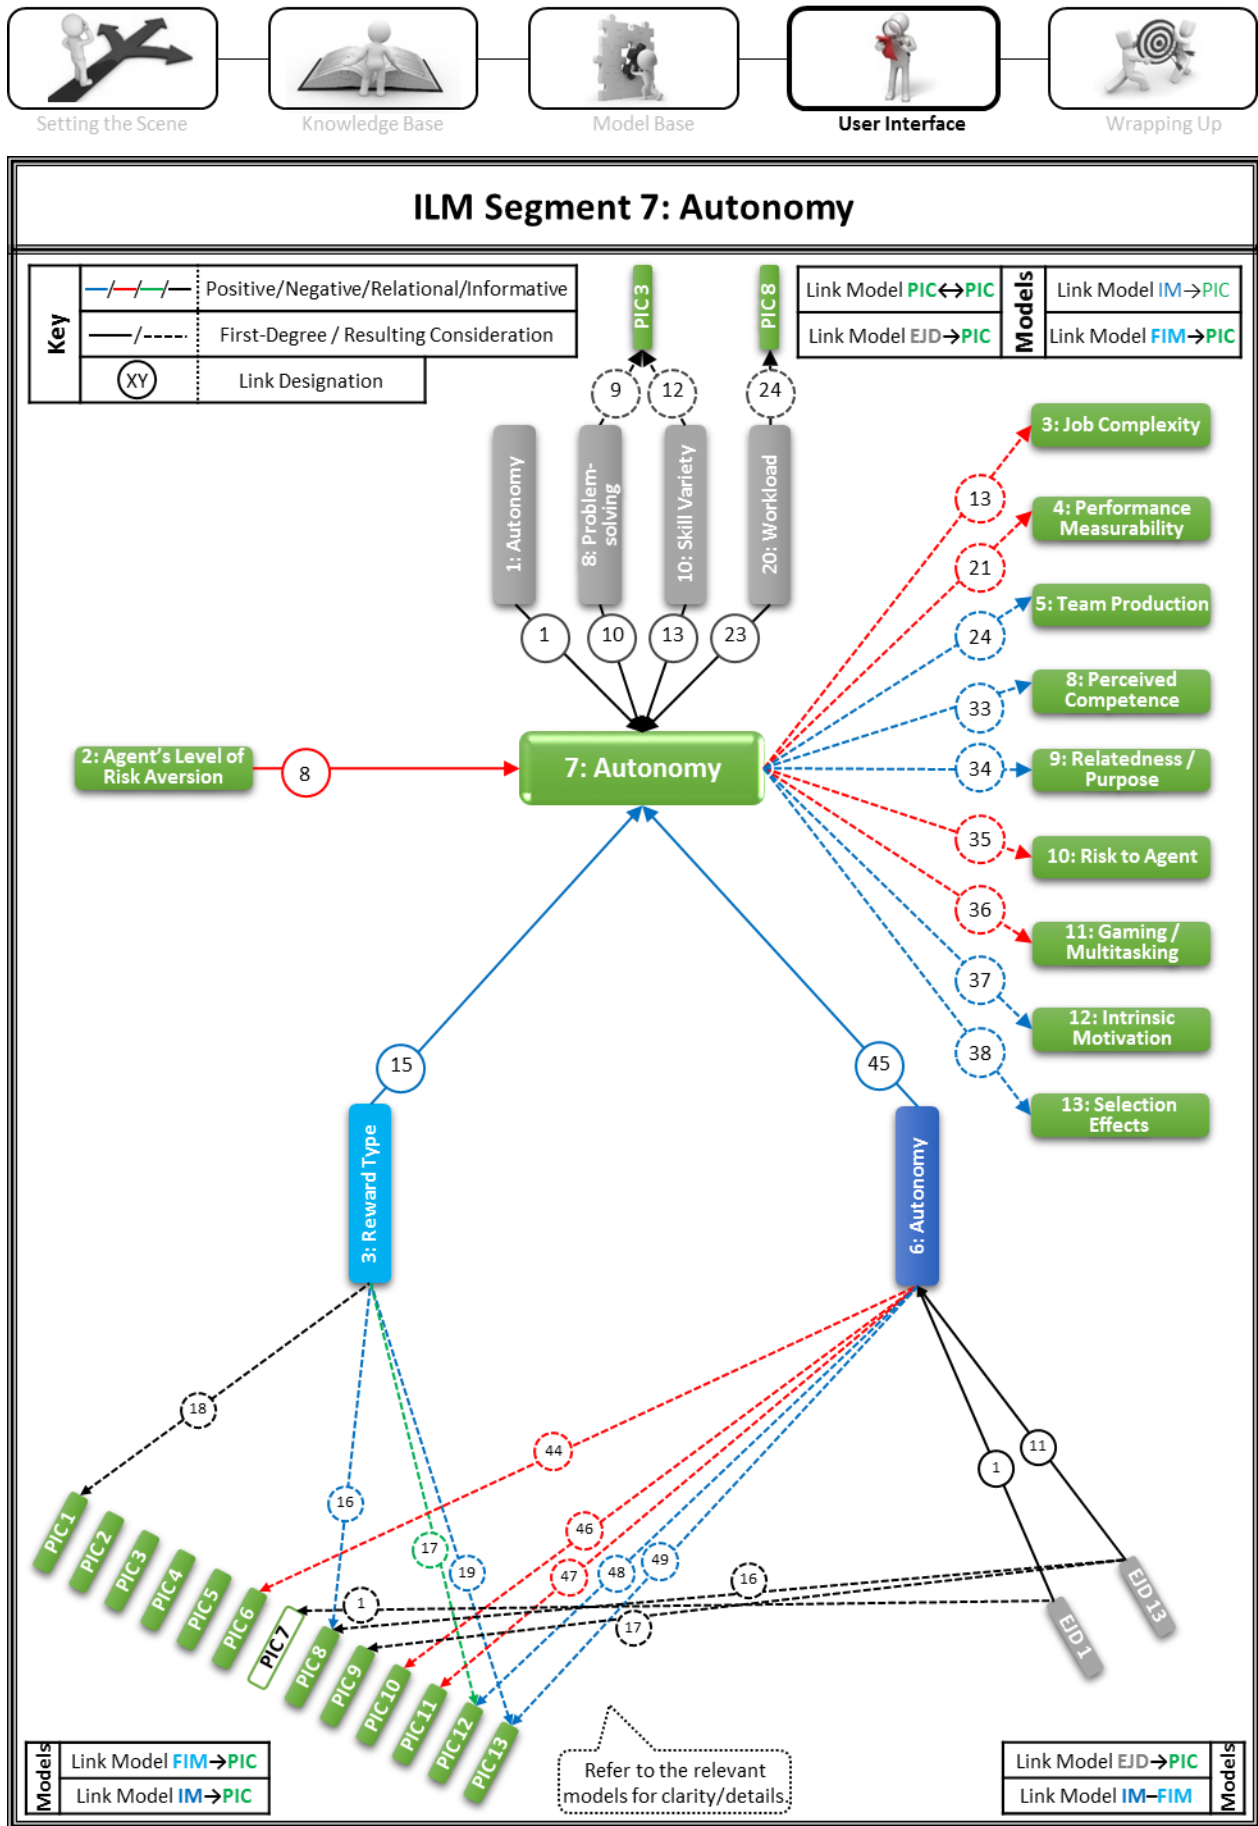 Setting the Scene
Knowledge Base
Model Base
User Interface
Wrapping Up
ILM Segment 7: Autonomy
Key
—/—/—/— Positive/Negative/Relational/Informative
—/---- First-Degree / Resulting Consideration
XY Link Designation
PIC 3
PIC 8
Link Model PIC↔PIC
Link Model EJD→PIC
Models
Link Model IM→PIC
Link Model FIM→PIC
9
12
24
1: Autonomy
8: Problem-
solving
10: Skill Variety
20: Workload
1
10
13
23
3: Job Complexity
13
4: Performance
Measurability
21
5: Team Production
24
8: Perceived
Competence
33
2: Agent’s Level of
Risk Aversion
8
7: Autonomy
34
9: Relatedness /
Purpose
35
10: Risk to Agent
36
11: Gaming /
Multitasking
37
12: Intrinsic
Motivation
38
13: Selection
Effects
15
45
3: Reward Type
6: Autonomy
18
44
11
1
16
46
17
49
19
47
48
16
1
17
PIC 1
PIC 2
PIC 3
PIC 4
PIC 5
PIC 6
PIC 7
PIC 8
PIC 9
PIC 10
PIC 11
PIC 12
PIC 13
EJD 13
EJD 1
Models
Link Model FIM→PIC
Link Model IM→PIC
Refer to the relevant
models for clarity/details.
Link Model EJD→PIC
Link Model IM–FIM
Models